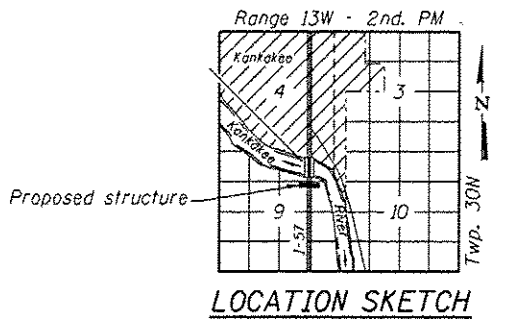 Range 13W - 2nd. PM
Kankakee
4
3
Kankakee
Proposed structure
9
10
I-57
River
Twp. 30N
N
LOCATION SKETCH